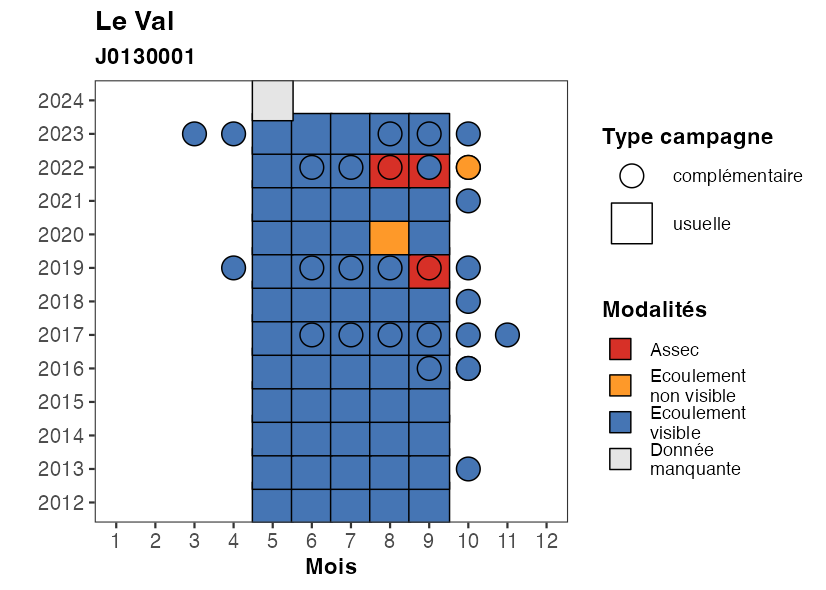 Le Val
J0130001
2024
2023
2022
2021
2020
2019
2018
2017
2016
2015
2014
2013
2012
1 2 3 4 5 6 7 8 9 10 11 12
Mois
Type campagne
complémentaire
usuelle
Modalités
Assec
Ecoulement
non visible
Ecoulement
visible
Donnée
manquante